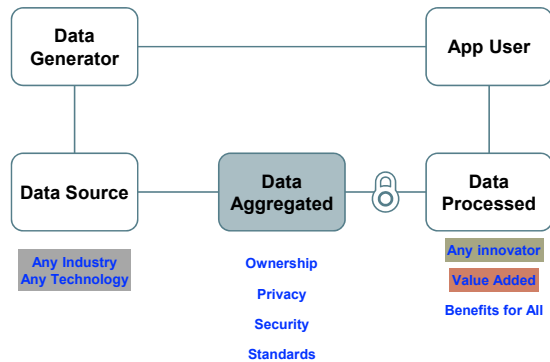 Data
Generator
App User
Data Source
Data
Aggregated
Data
Processed
Any Industry
Any Technology
Ownership
Privacy
Security
Standards
Any innovator
Value Added
Benefits for All